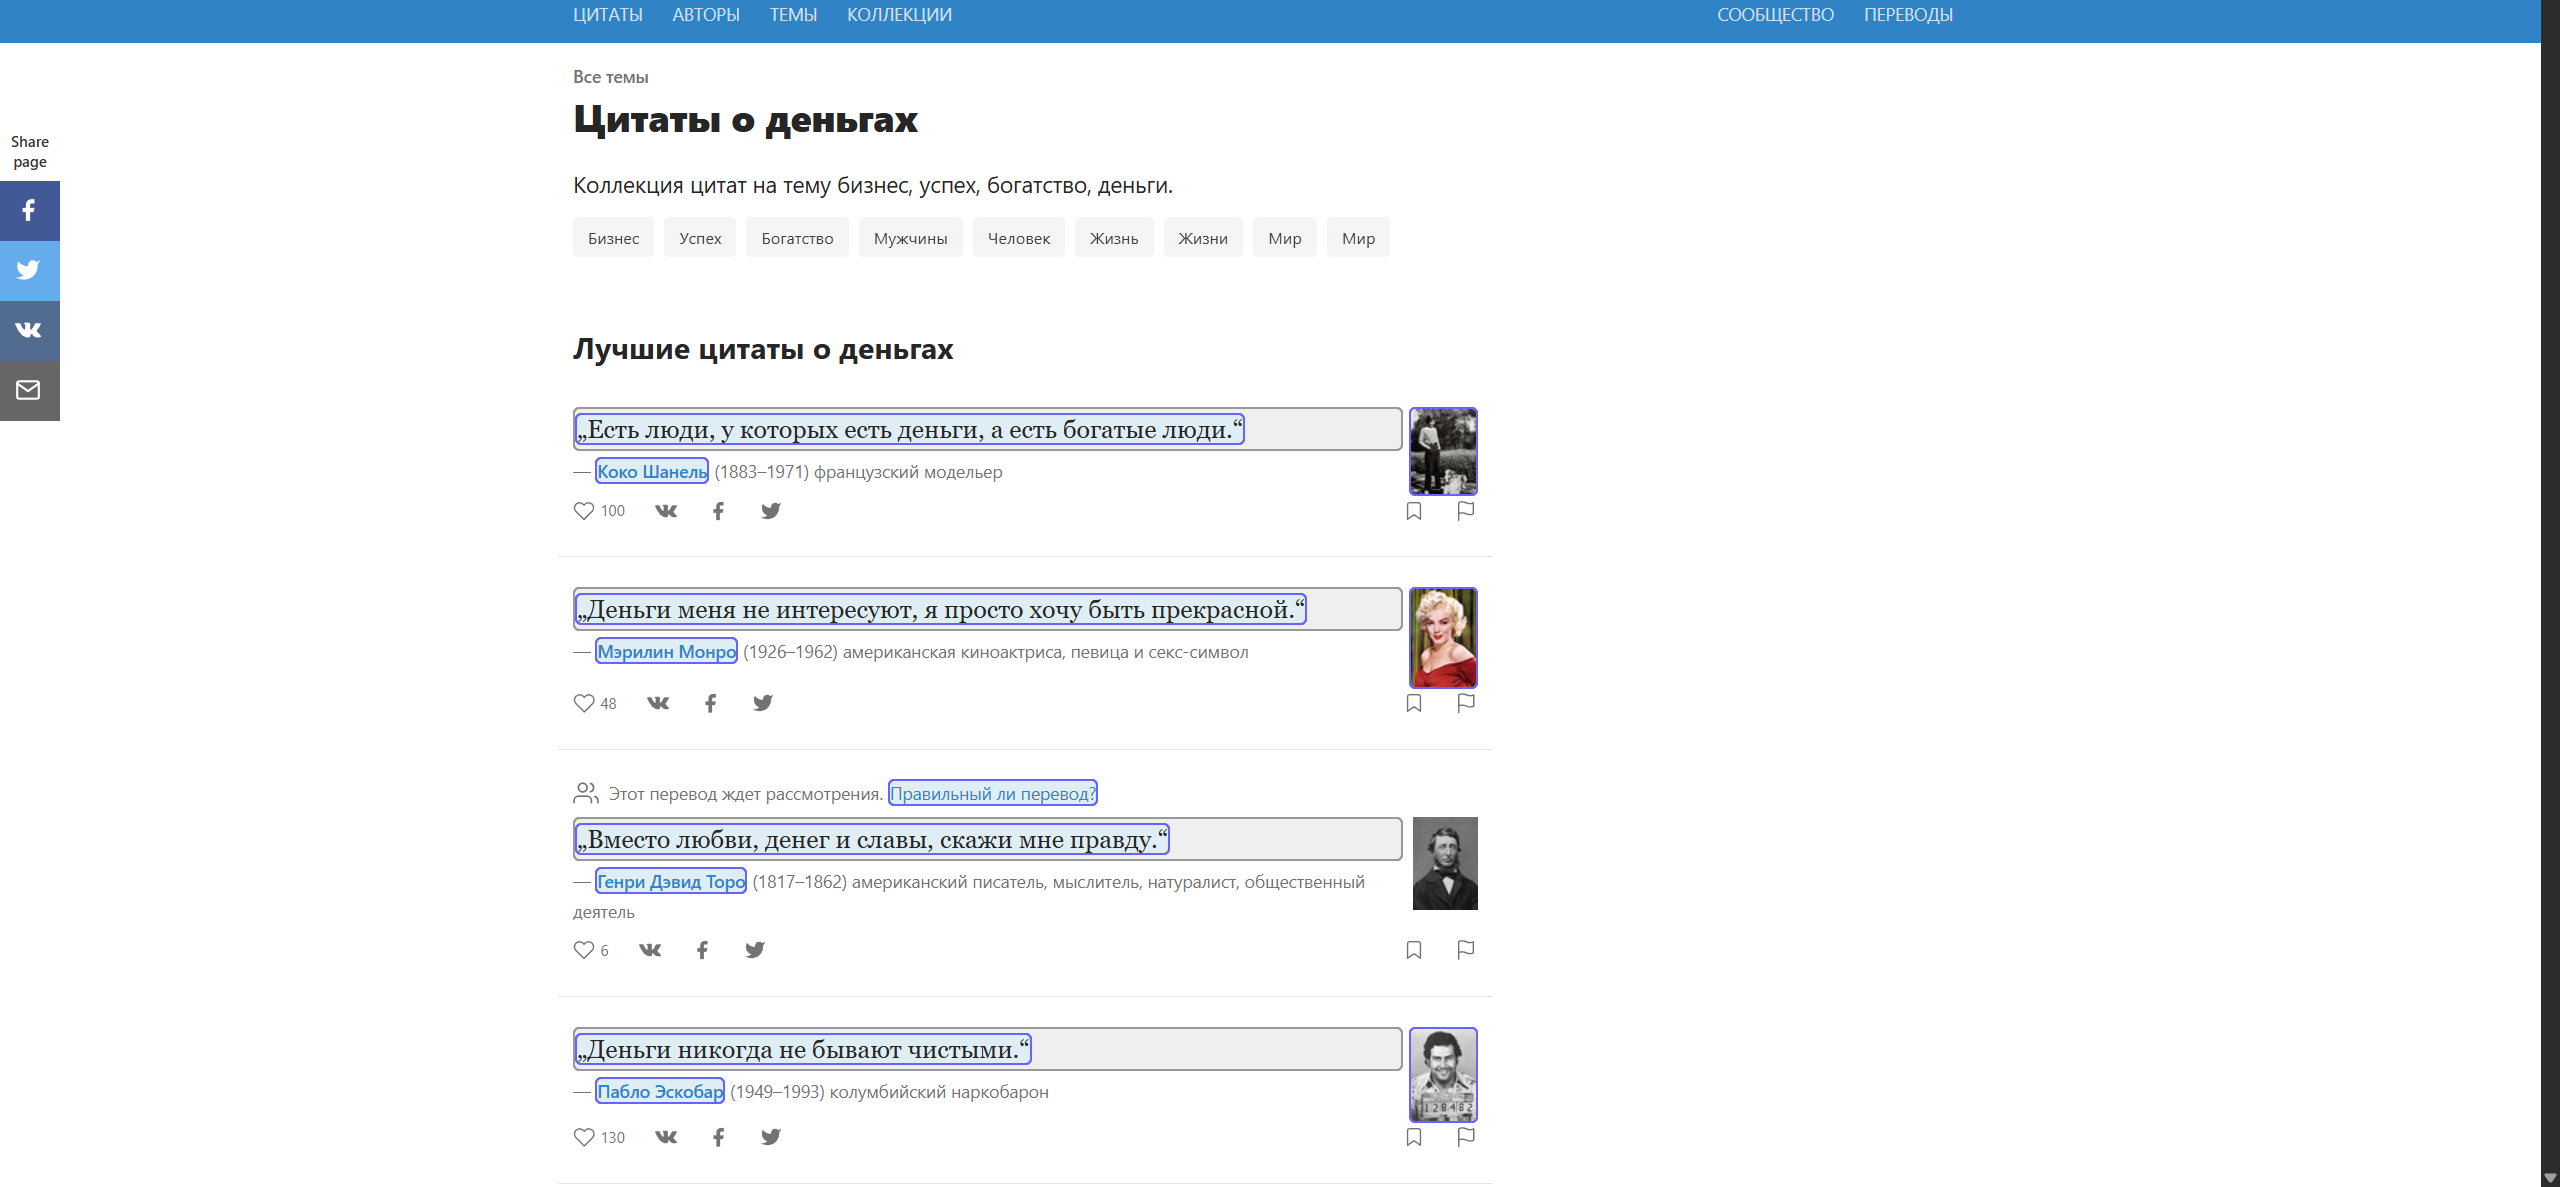 ЦИТАТЫ АВТОРЫ ТЕМЫ КОЛЛЕКЦИИ СООБЩЕСТВО ПЕРЕВОДЫ
Все темы
Цитаты о деньгах
Share
page
Коллекция цитат на тему бизнес, успех, богатство, деньги.
Бизнес Успех Богатство Мужчины Человек Жизнь Жизни Мир Мир
Лучшие цитаты о деньгах
„Есть люди, у которых есть деньги, а есть богатые люди.“
— Коко Шанель (1883–1971) французский модельер
100
„Деньги меня не интересуют, я просто хочу быть прекрасной.“
— Мэрилин Монро (1926–1962) американская киноактриса, певица и секс-символ
48
Этот перевод ждет рассмотрения. Правильный ли перевод?
„Вместо любви, денег и славы, скажи мне правду.“
— Генри Дэвид Торо (1817–1862) американский писатель, мыслитель, натуралист, общественный
деятель
6
„Деньги никогда не бывают чистыми.“
— Пабло Эскобар (1949–1993) колумбийский наркобарон
128482
130